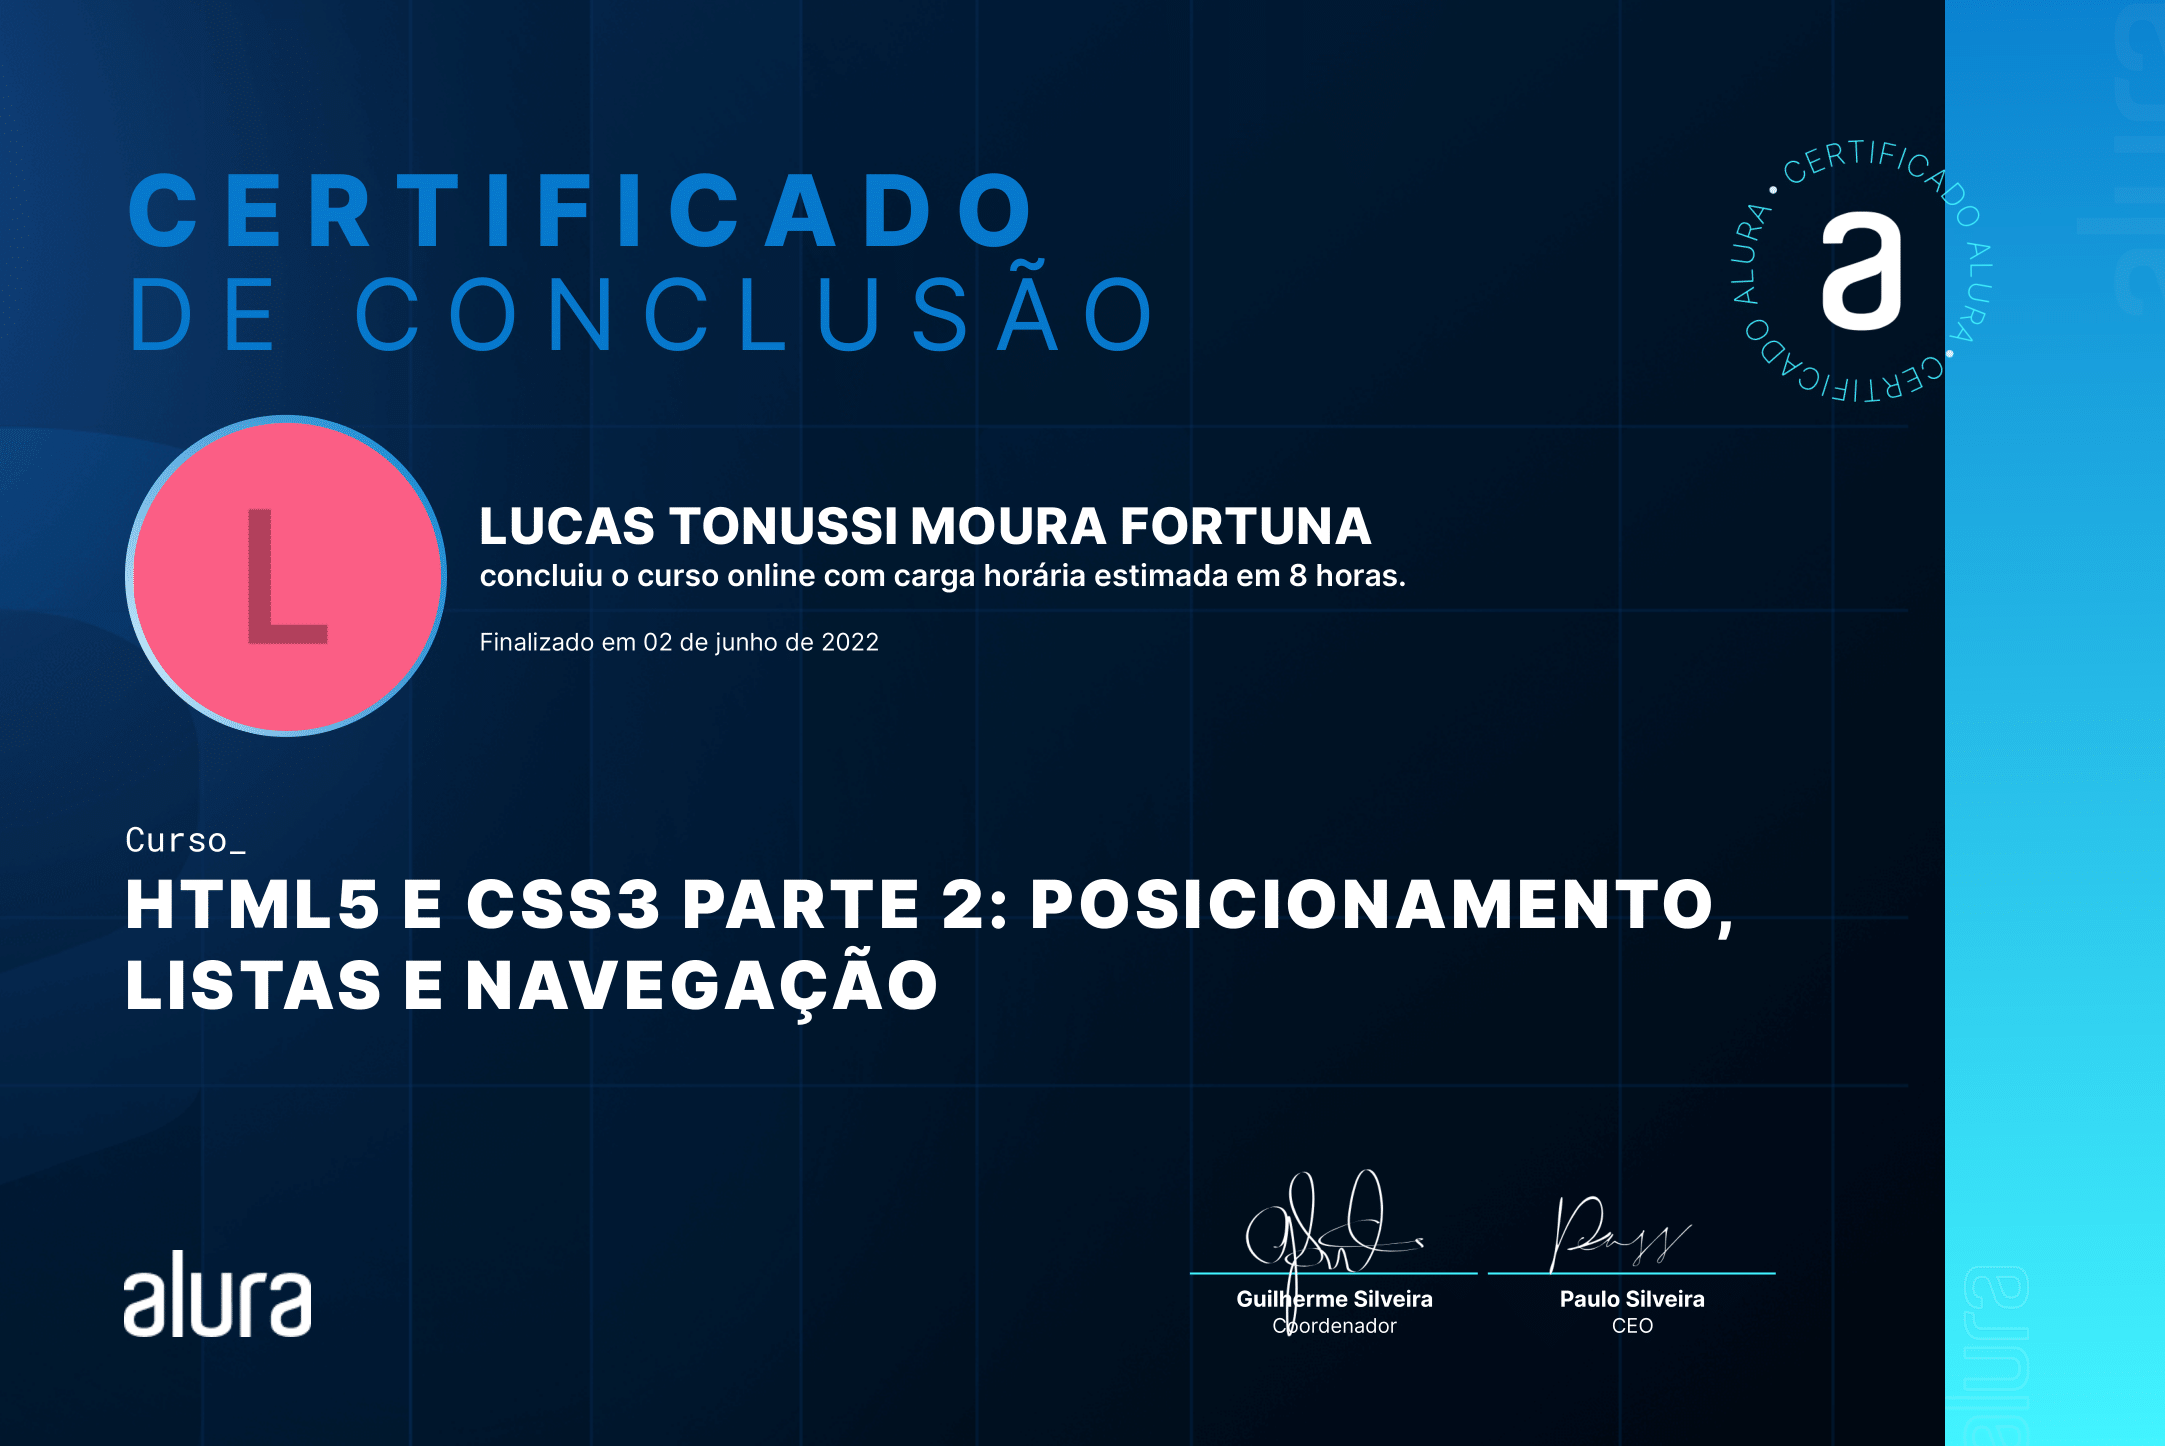 CERTIFICADO
DE CONCLUSÃO
CERTIFICADO ALURA • CERTIFICADO ALURA •
a
L
LUCAS TONUSSI MOURA FORTUNA
concluiu o curso online com carga horária estimada em 8 horas.
Finalizado em 02 de junho de 2022
Curso_
HTML5 E CSS3 PARTE 2: POSICIONAMENTO,
LISTAS E NAVEGAÇÃO
alura
Guilherme Silveira
Coordenador
Paulo Silveira
CEO
alura
alura